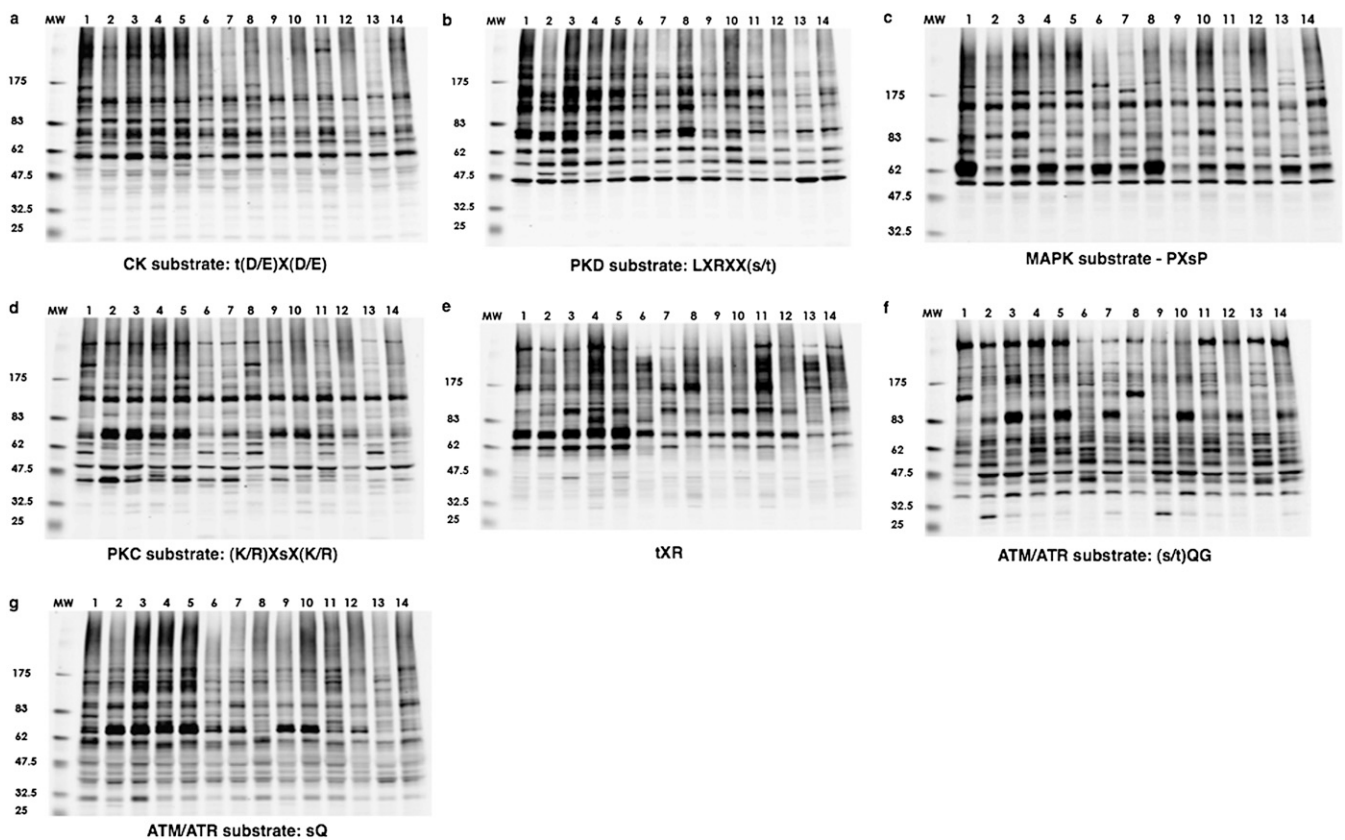 a MW 1 2 3 4 5 6 7 8 9 10 11 12 13 14
175
83
62
47.5
32.5
25
CK substrate: t(D/E)X(D/E)
b MW 1 2 3 4 5 6 7 8 9 10 11 12 13 14
175
83
62
47.5
32.5
25
PKD substrate: LXRXX(s/t)
c MW 1 2 3 4 5 6 7 8 9 10 11 12 13 14
175
83
62
47.5
32.5
MAPK substrate - PXsP
d MW 1 2 3 4 5 6 7 8 9 10 11 12 13 14
175
83
62
47.5
32.5
25
PKC substrate: (K/R)XsX(K/R)
e MW 1 2 3 4 5 6 7 8 9 10 11 12 13 14
175
83
62
47.5
32.5
25
tXR
f MW 1 2 3 4 5 6 7 8 9 10 11 12 13 14
175
83
62
47.5
32.5
25
ATM/ATR substrate: (s/t)QG
g MW 1 2 3 4 5 6 7 8 9 10 11 12 13 14
175
83
62
47.5
32.5
25
ATM/ATR substrate: sQ